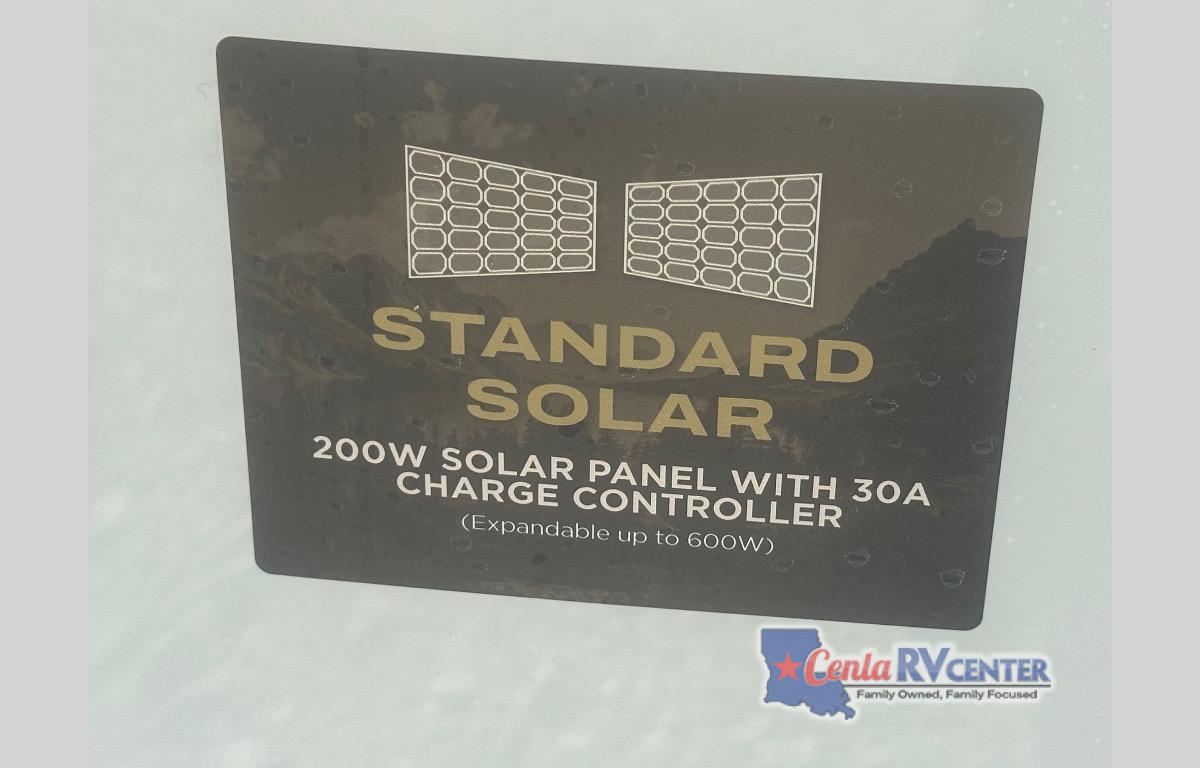 STANDARD
SOLAR
200W SOLAR PANEL WITH 30A
CHARGE CONTROLLER
(Expandable up to 600W)
Cenla RV CENTER
Family Owned, Family Focused